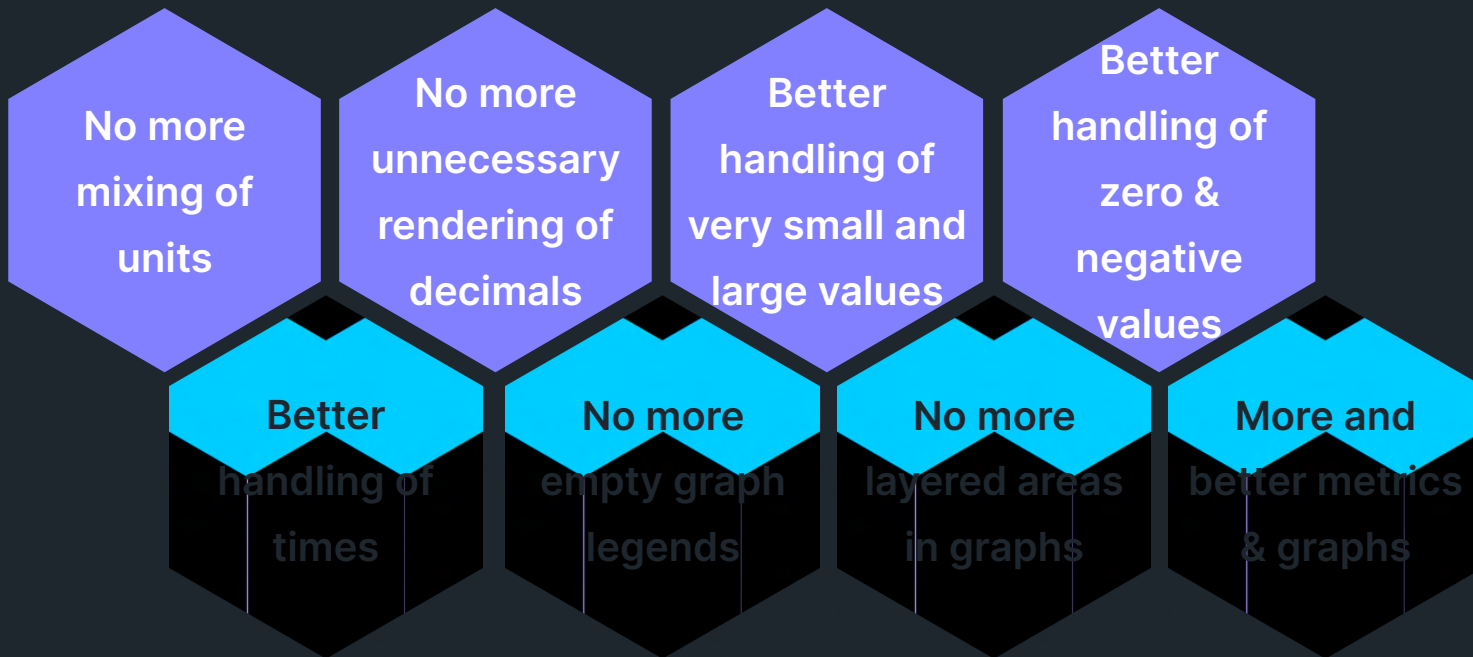 No more
mixing of
units
No more
unnecessary
rendering of
decimals
Better
handling of
very small and
large values
Better
handling of
zero &
negative
values
Better
handling of
times
No more
empty graph
legends
No more
layered areas
in graphs
More and
better metrics
& graphs